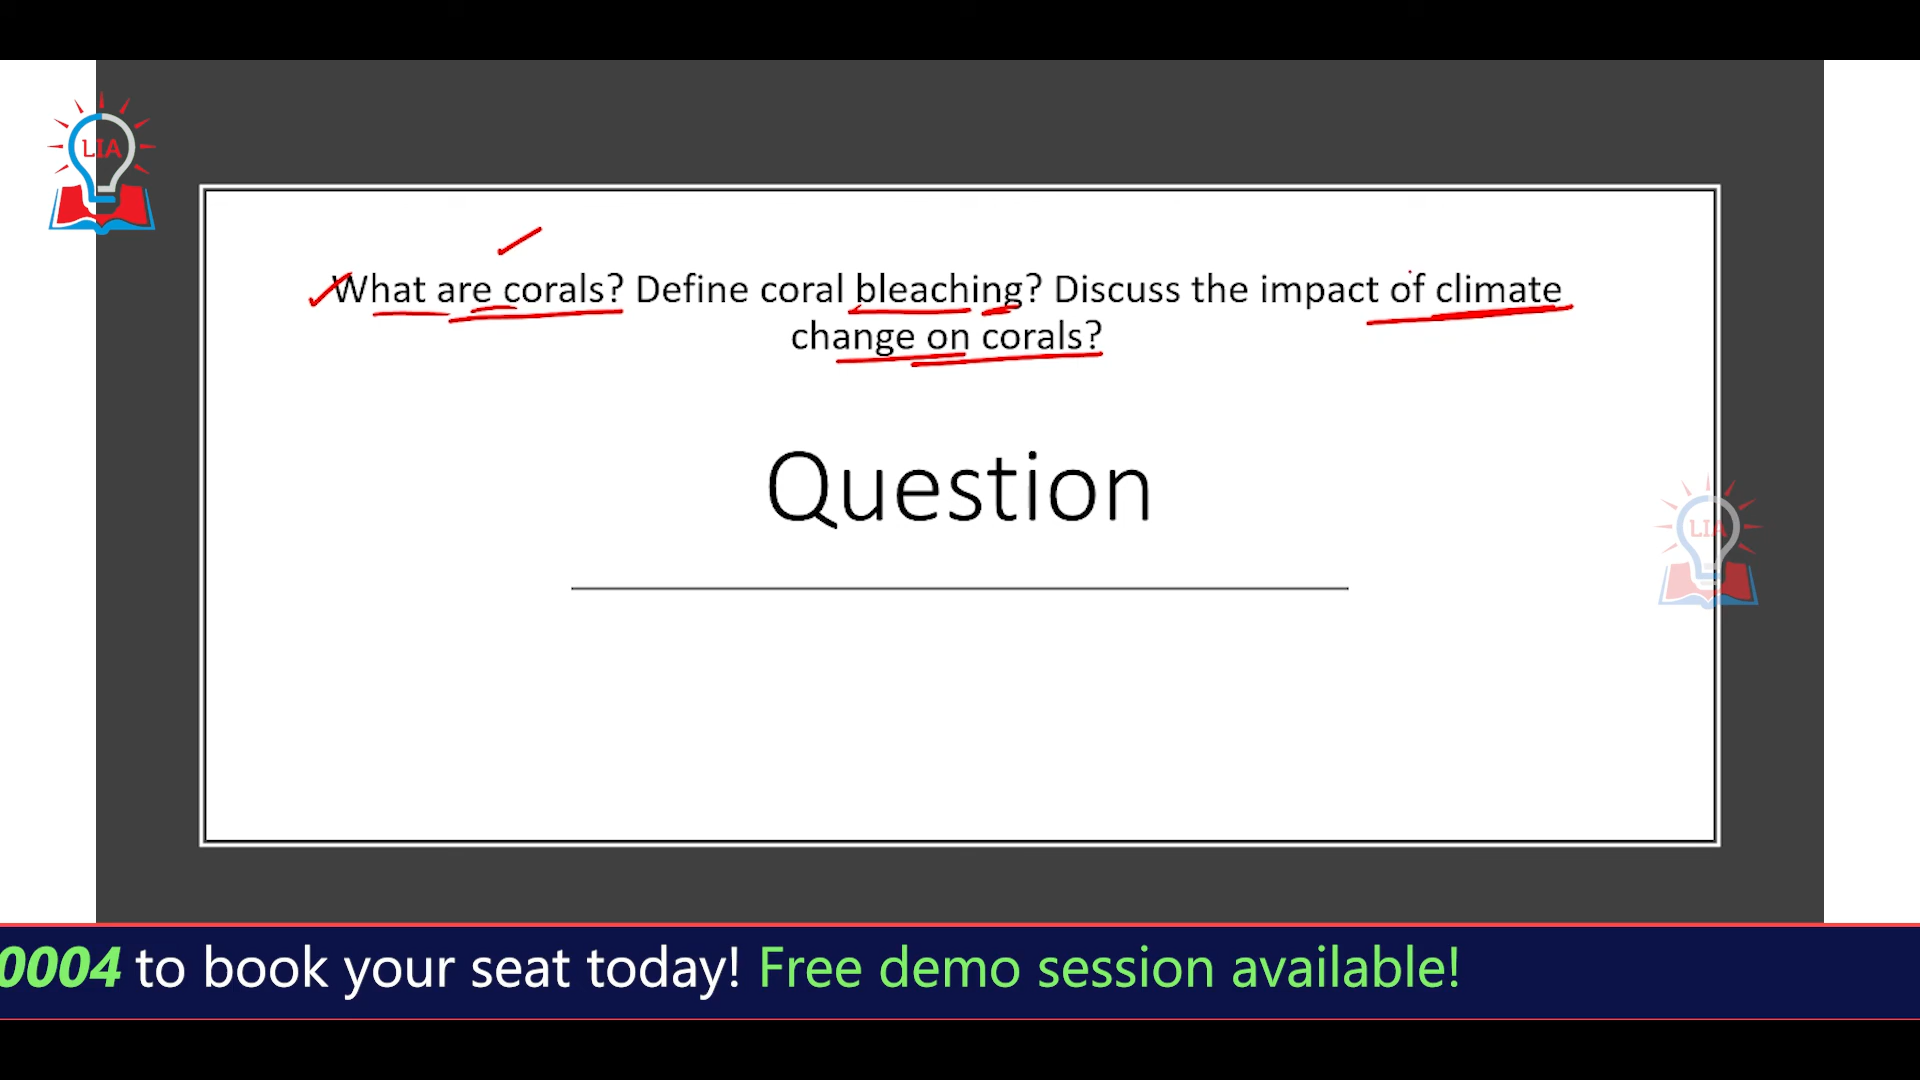 LIA
What are corals? Define coral bleaching? Discuss the impact of climate
change on corals?
Question
LIA
0004 to book your seat today! Free demo session available!